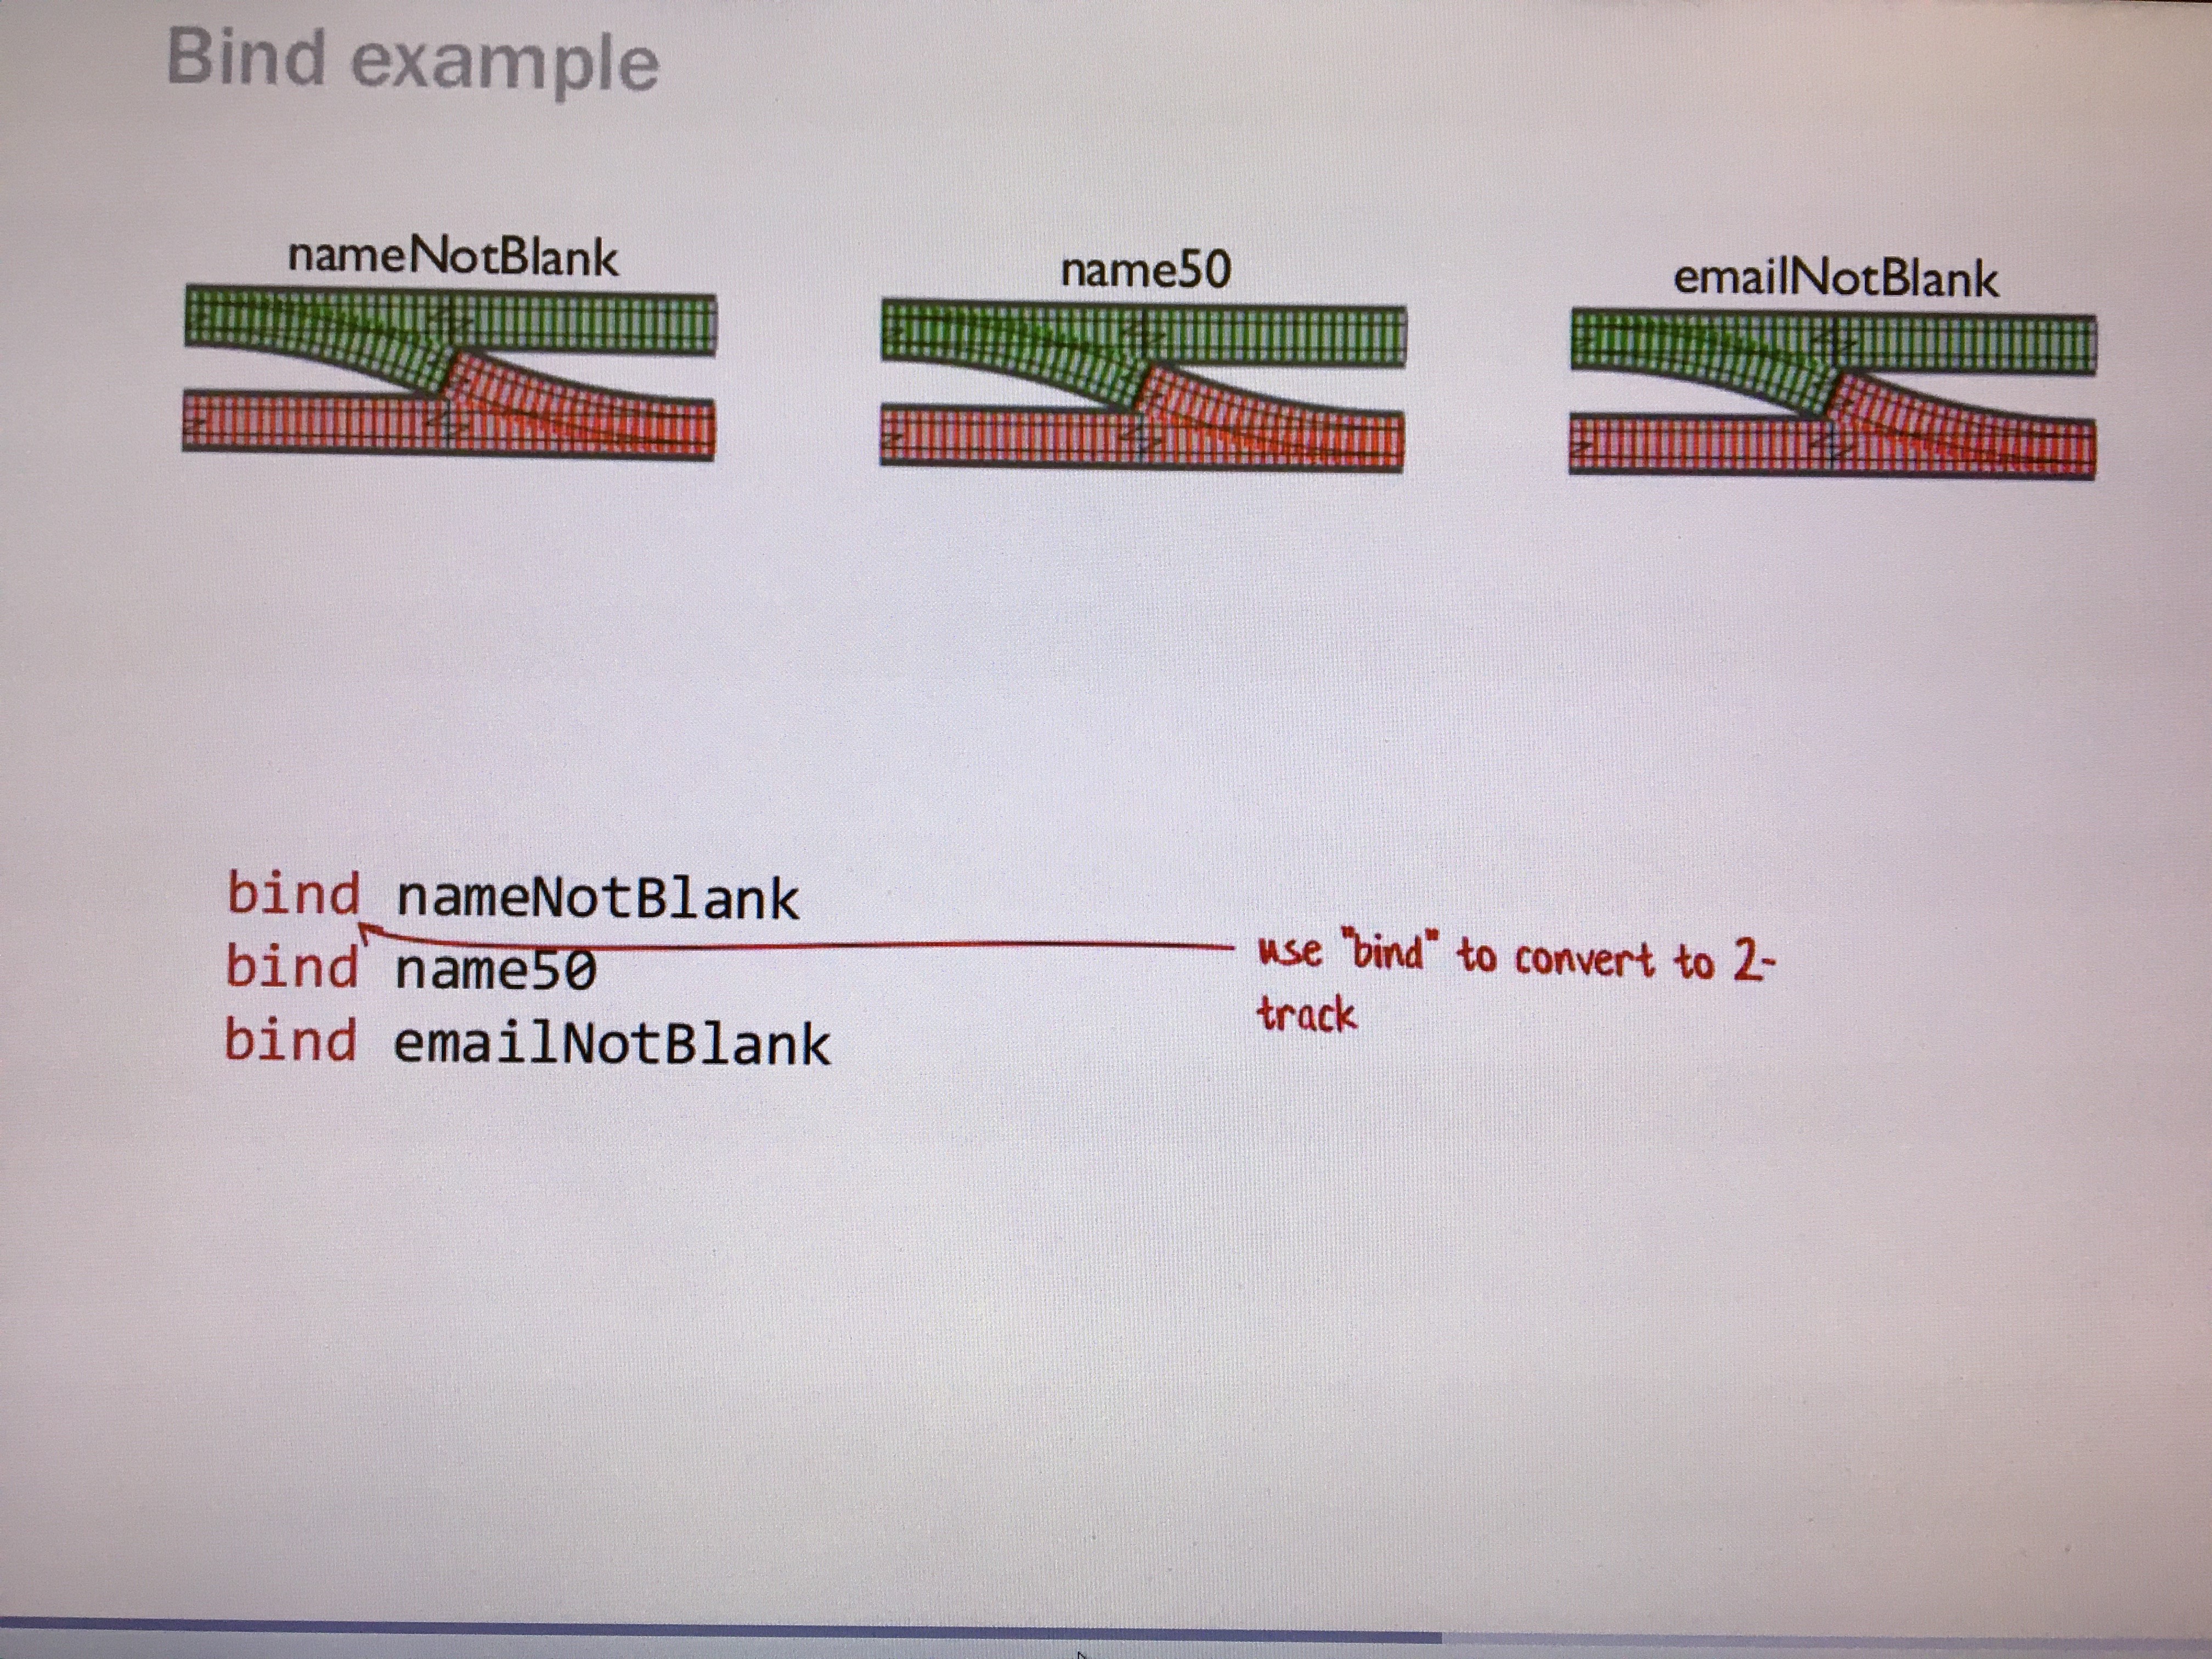 Bind example
nameNotBlank
name50
emailNotBlank
bind nameNotBlank
bind name50
bind emailNotBlank
use "bind" to convert to 2-
track